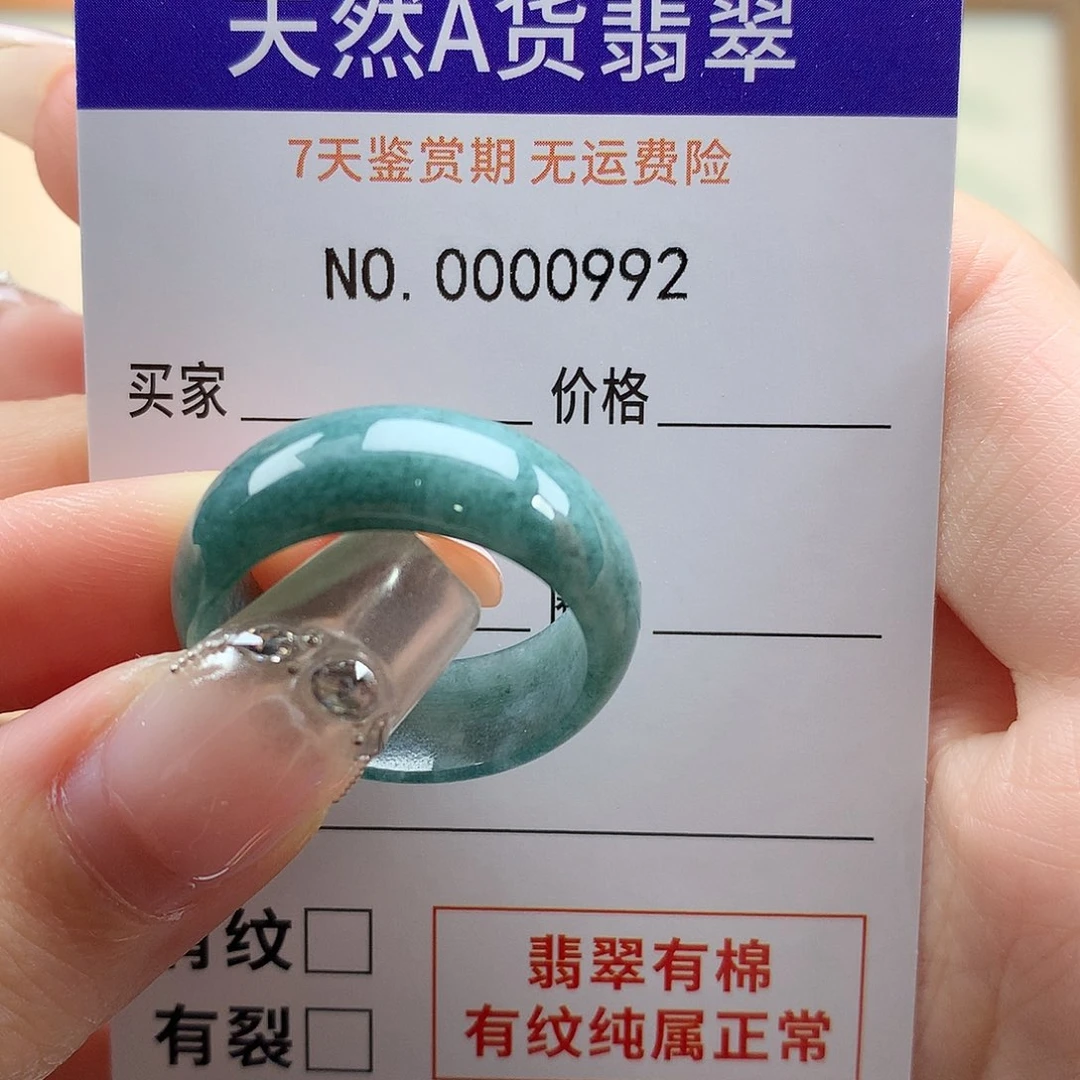 天然A货翡翠
7天鉴赏期 无运费险
NO.0000992
买家 价格
有纹
有裂
翡翠有棉
有纹纯属正常